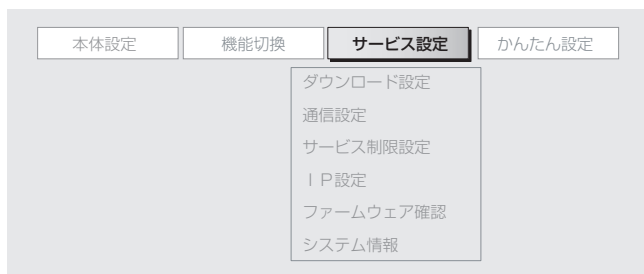 本体設定 機能切換 サービス設定 かんたん設定
ダウンロード設定
通信設定
サービス制限設定
ＩＰ設定
ファームウェア確認
システム情報